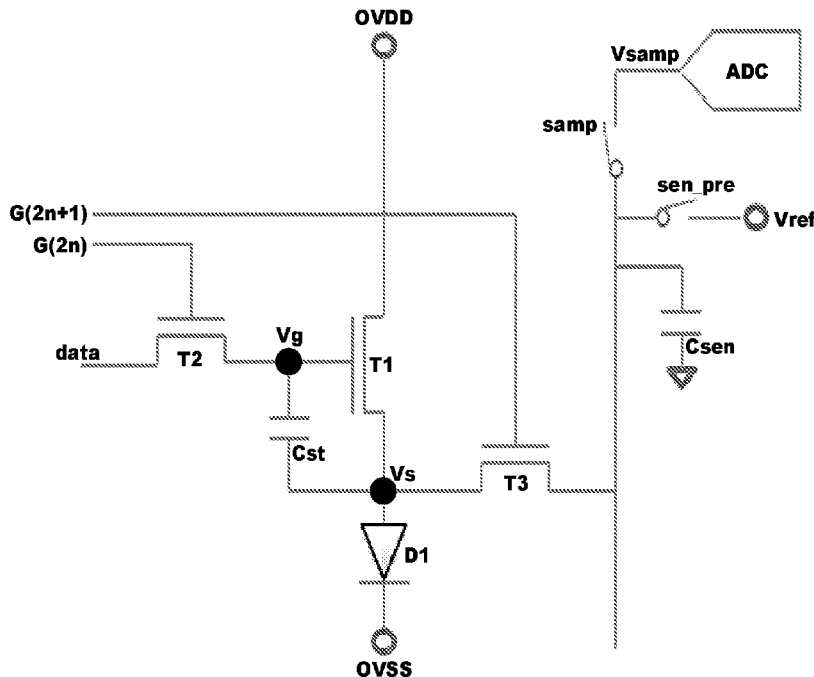 OVDD
Vsamp
ADC
samp
sen_pre
G(2n+1)
Vref
G(2n)
Vg
data
T2
T1
Csen
Cst
Vs
T3
D1
OVSS